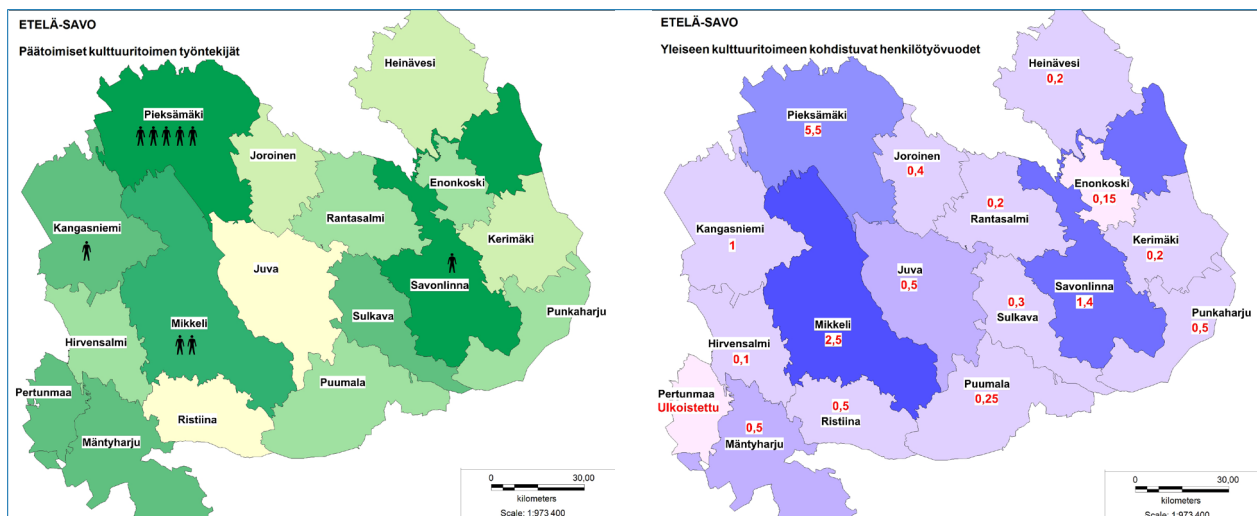 ETELÄ-SAVO
Päätoimiset kulttuuritoimen työntekijät
Heinävesi
Pieksämäki
Joroinen
Enonkoski
Rantasalmi
Kangasniemi
Kerimäki
Juva
Savonlinna
Punkaharju
Sulkava
Mikkeli
Hirvensalmi
Puumala
Pertunmaa
Ristiina
Mäntyharju
0
30,00
kilometers
Scale: 1:973 400
ETELÄ-SAVO
Yleiseen kulttuuritoimeen kohdistuvat henkilötyövuodet
Heinävesi
0,2
Pieksämäki
5,5
Joroinen
0,4
Enonkoski
0,15
0,2
Rantasalmi
Kangasniemi
1
Kerimäki
0,2
Juva
0,5
Savonlinna
1,4
0,3
Sulkava
Punkaharju
0,5
Mikkeli
2,5
Hirvensalmi
0,1
Puumala
0,25
Pertunmaa
Ulkoistettu
0,5
Ristiina
0,5
Mäntyharju
0
30,00
kilometers
Scale: 1:973 400